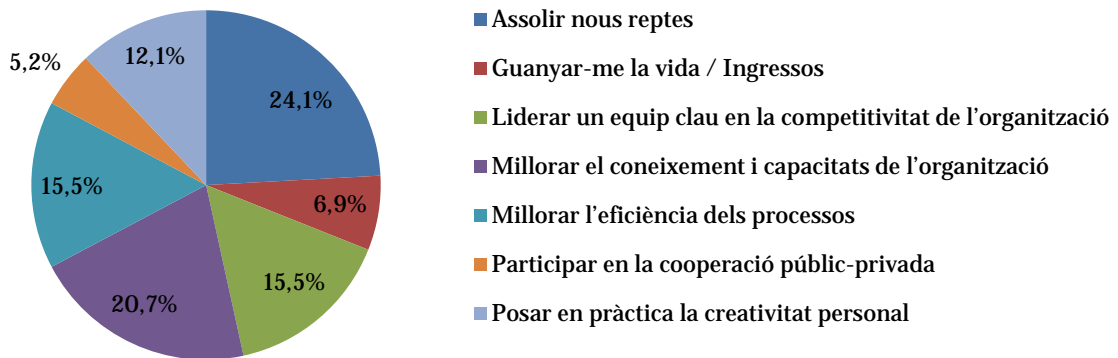 24,1%
6,9%
15,5%
20,7%
15,5%
5,2%
12,1%
Assolir nous reptes
Guanyar-me la vida / Ingressos
Liderar un equip clau en la competitivitat de l’organització
Millorar el coneixement i capacitats de l’organització
Millorar l’eficiència dels processos
Participar en la cooperació públic-privada
Posar en pràctica la creativitat personal